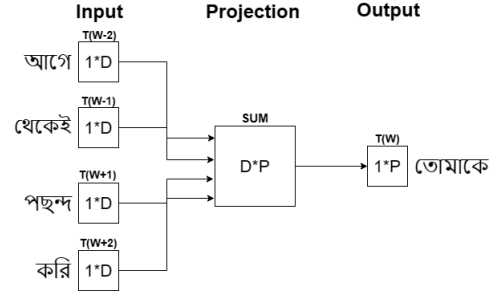 Input Projection Output
T(W-2)
আগে 1*D
T(W-1)
থেকেই 1*D
SUM
D*P
T(W)
1*P তোমাকে
T(W+1)
পছন্দ 1*D
T(W+2)
করি 1*D